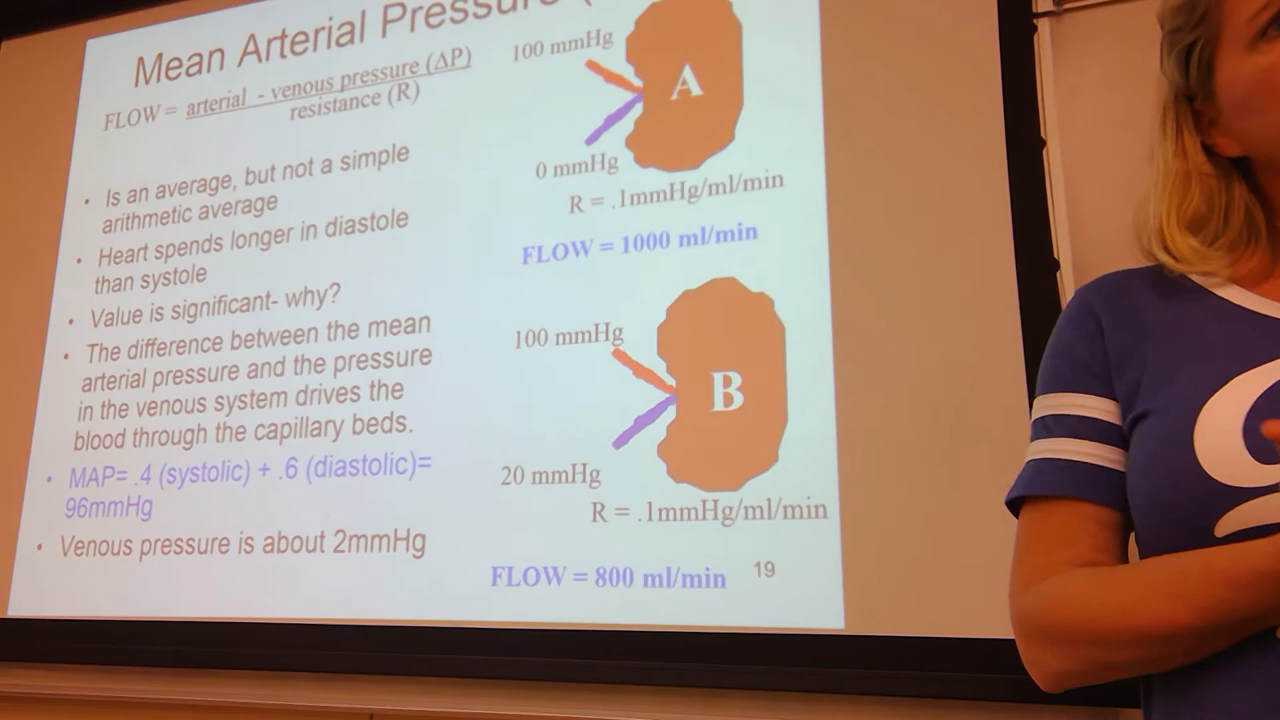 Mean Arterial Pressure (
FLOW = arterial - venous pressure (ΔP)
resistance (R)
• Is an average, but not a simple
arithmetic average
• Heart spends longer in diastole
than systole
• Value is significant- why?
• The difference between the mean
arterial pressure and the pressure
in the venous system drives the
blood through the capillary beds.
• MAP= .4 (systolic) + .6 (diastolic)=
96mmHg
• Venous pressure is about 2mmHg
100 mmHg
A
0 mmHg
R = .1mmHg/ml/min
FLOW = 1000 ml/min
100 mmHg
B
20 mmHg
R = .1mmHg/ml/min
FLOW = 800 ml/min
19